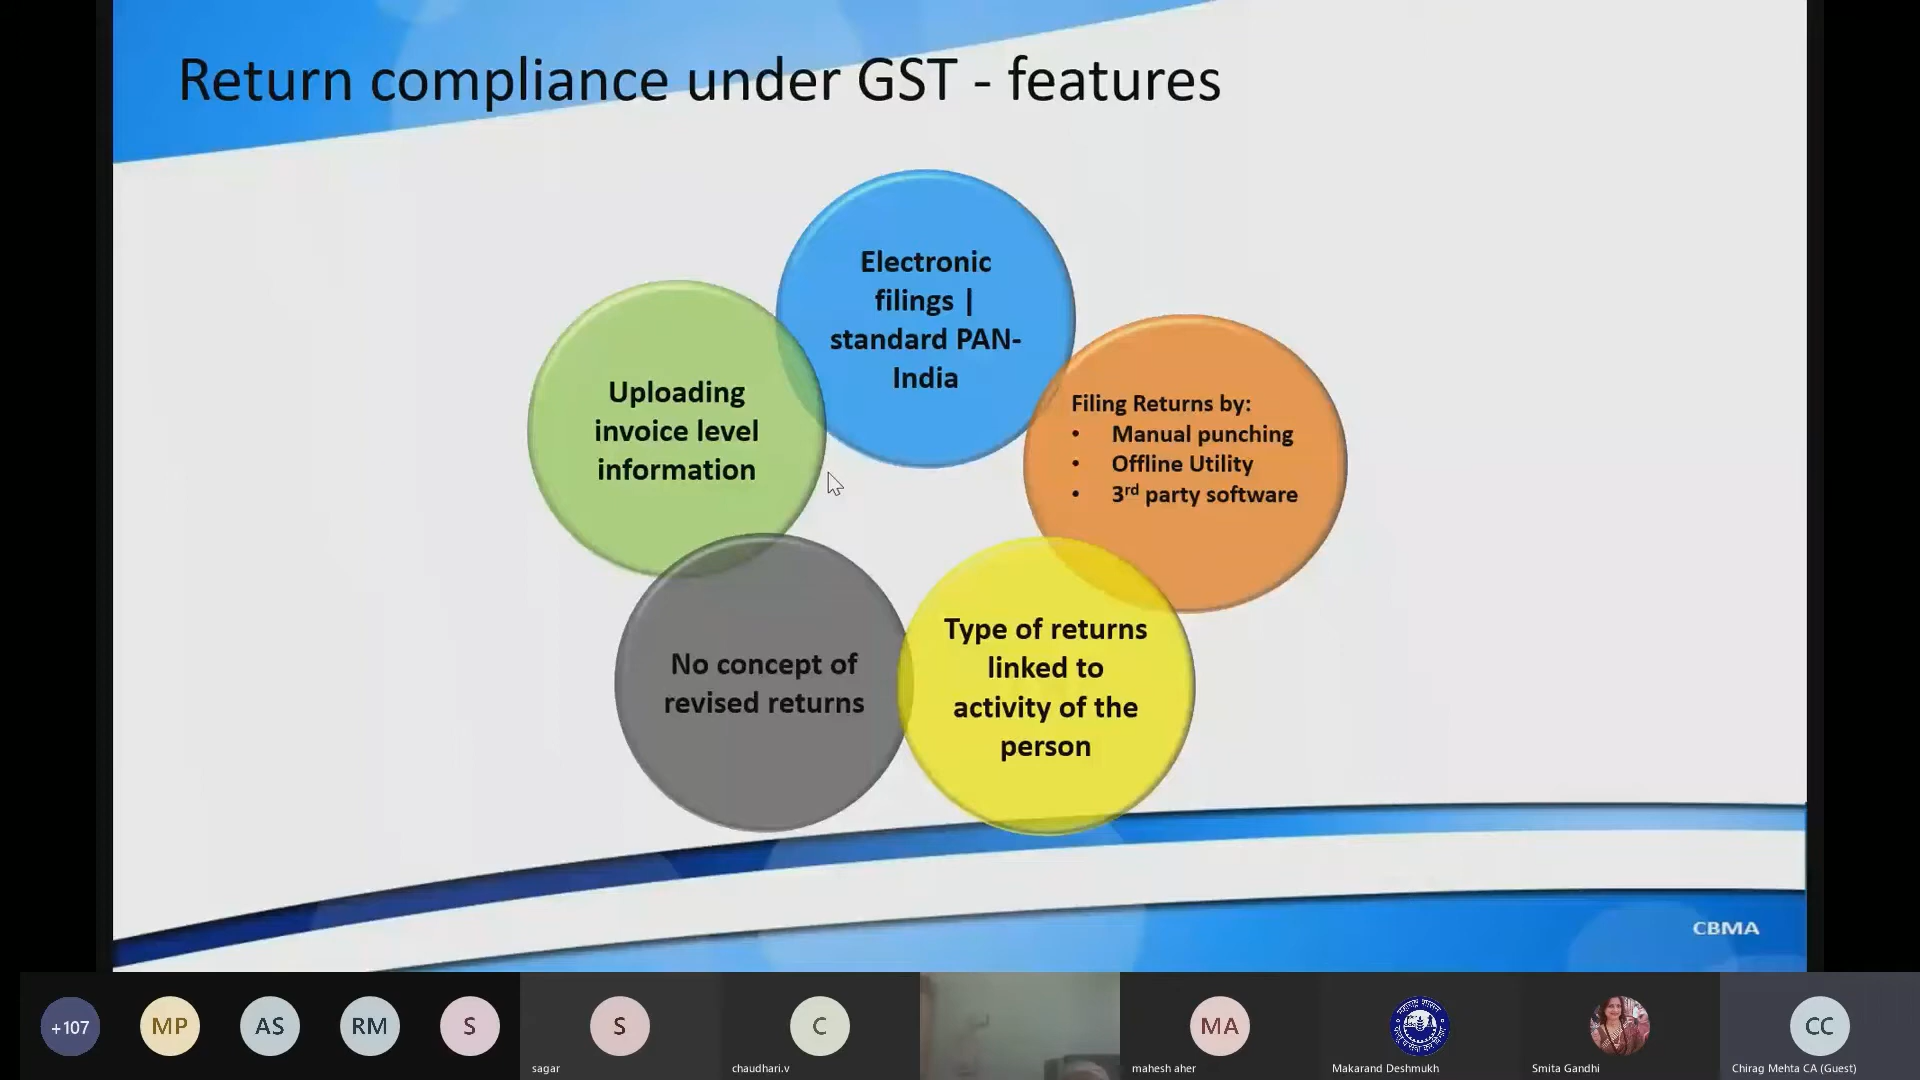 Return compliance under GST - features
Electronic
filings |
standard PAN-
India
Uploading
invoice level
information
Filing Returns by:
• Manual punching
• Offline Utility
• 3rd party software
No concept of
revised returns
Type of returns
linked to
activity of the
person
CBMA
+107
MP
AS
RM
S
S
sagar
C
chaudhari.v
MA
mahesh aher
Makarand Deshmukh
Smita Gandhi
CC
Chirag Mehta CA (Guest)